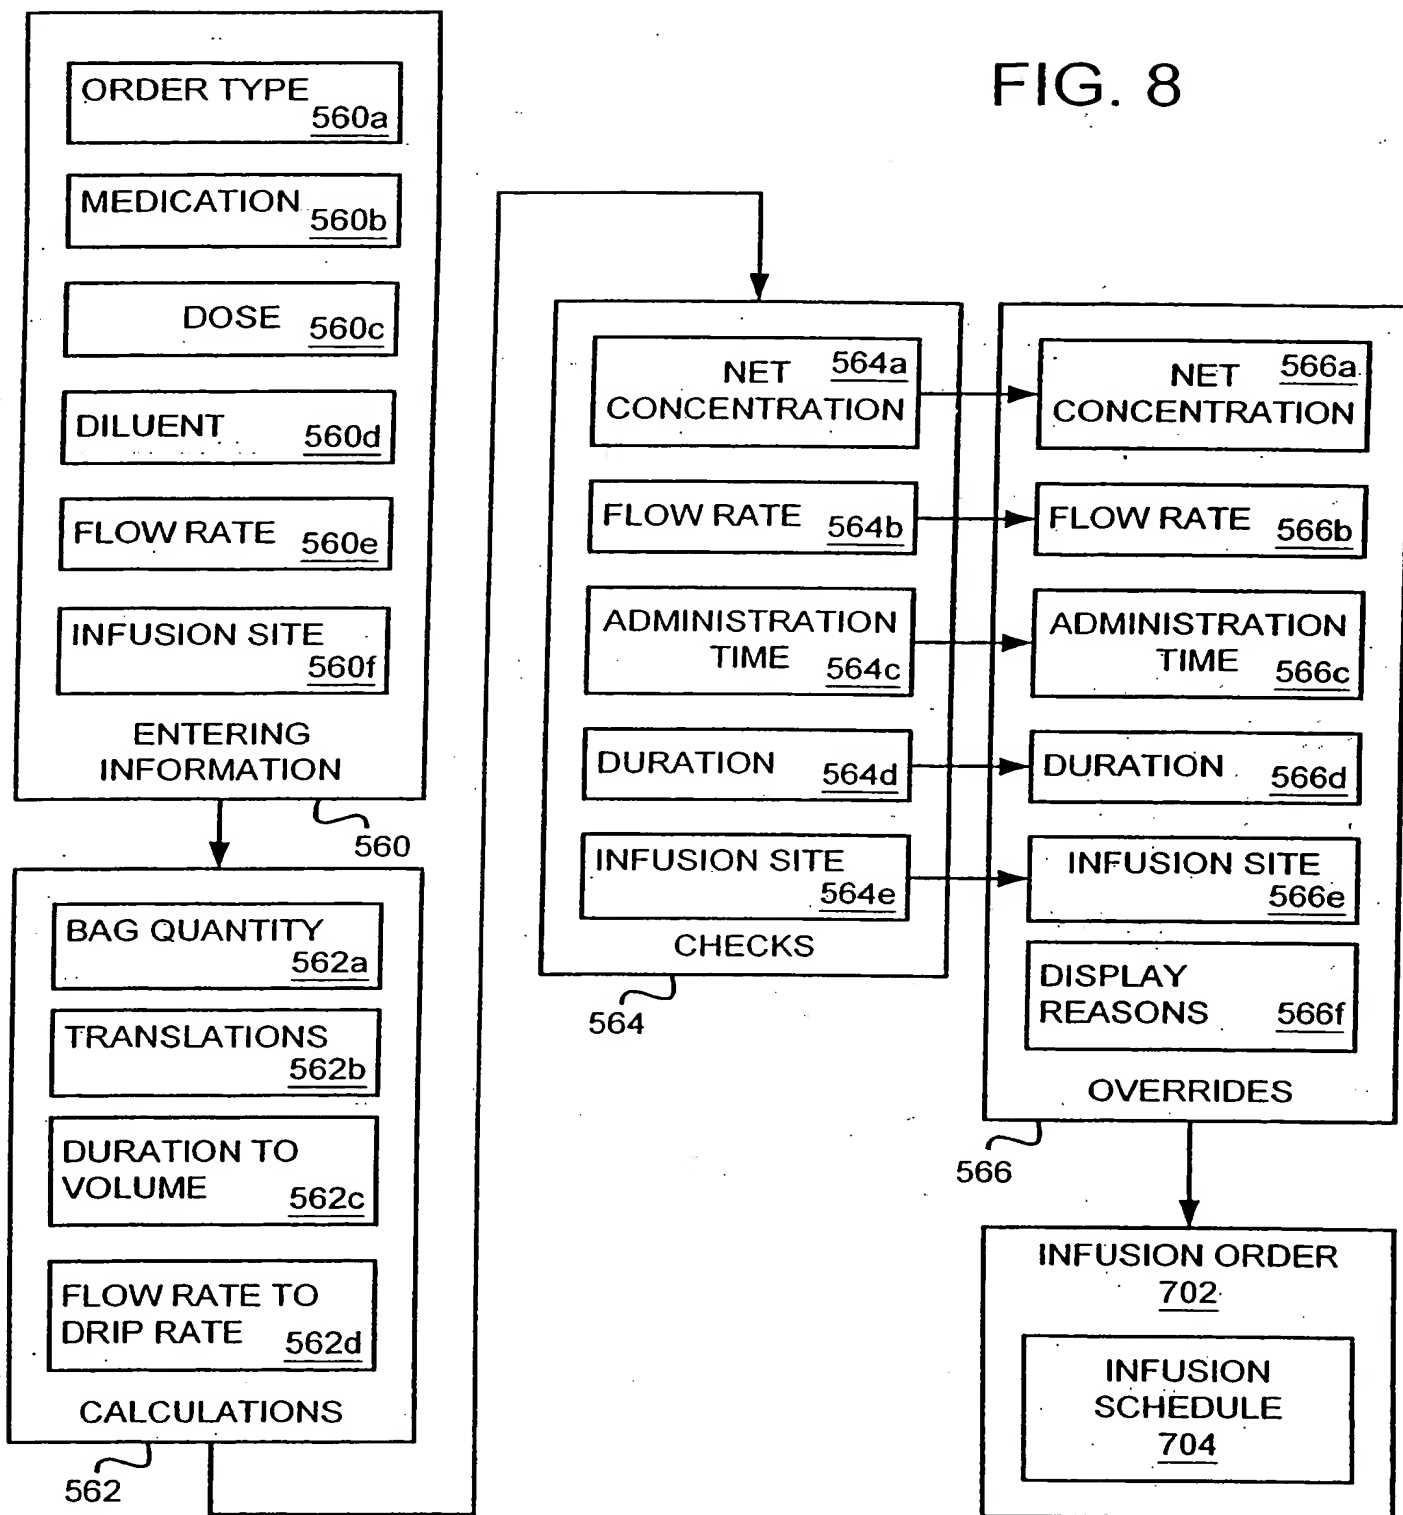 FIG. 8
ORDER TYPE
560a
MEDICATION
560b
DOSE 560c
DILUENT 560d
FLOW RATE 560e
INFUSION SITE
560f
ENTERING
INFORMATION
560
BAG QUANTITY
562a
TRANSLATIONS
562b
DURATION TO
VOLUME 562c
FLOW RATE TO
DRIP RATE 562d
CALCULATIONS
562
NET 564a
CONCENTRATION
FLOW RATE 564b
ADMINISTRATION
TIME 564c
DURATION 564d
INFUSION SITE
564e
CHECKS
564
NET 566a
CONCENTRATION
FLOW RATE 566b
ADMINISTRATION
TIME 566c
DURATION 566d
INFUSION SITE
566e
DISPLAY
REASONS 566f
OVERRIDES
566
INFUSION ORDER
702
INFUSION
SCHEDULE
704